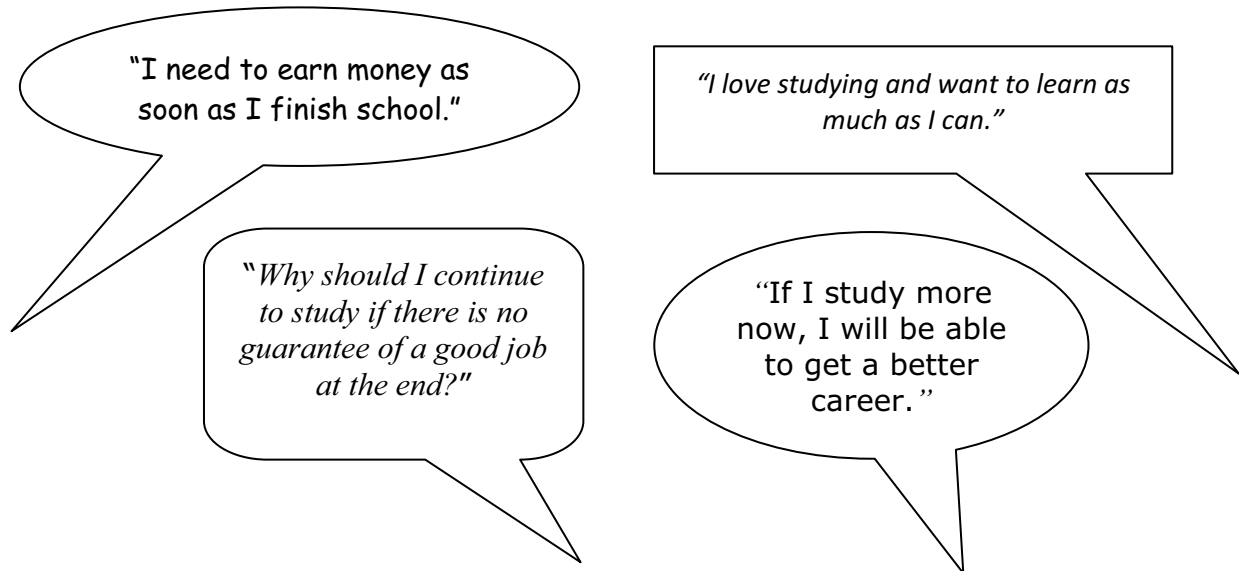 "I need to earn money as
soon as I finish school."
"I love studying and want to learn as
much as I can."
"Why should I continue
to study if there is no
guarantee of a good job
at the end?"
"If I study more
now, I will be able
to get a better
career."